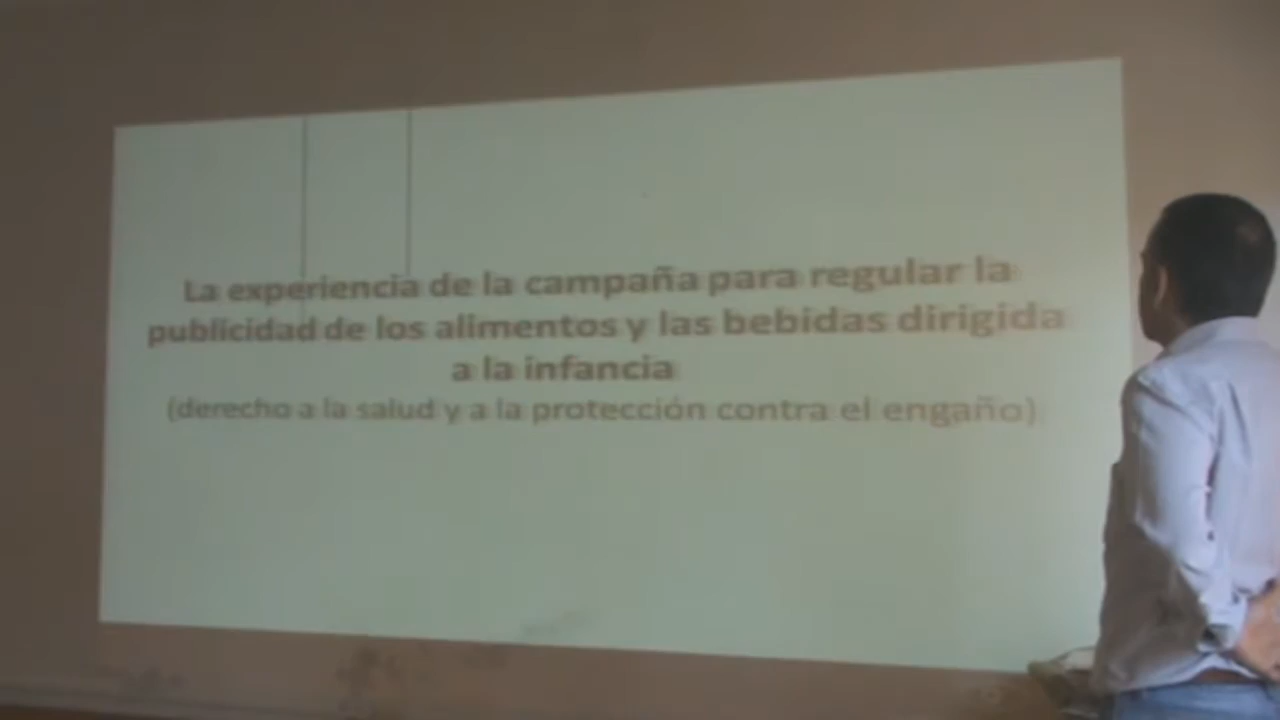 La experiencia de la campaña para regular la
publicidad de los alimentos y las bebidas dirigida
a la infancia
(derecho a la salud y a la protección contra el engaño)